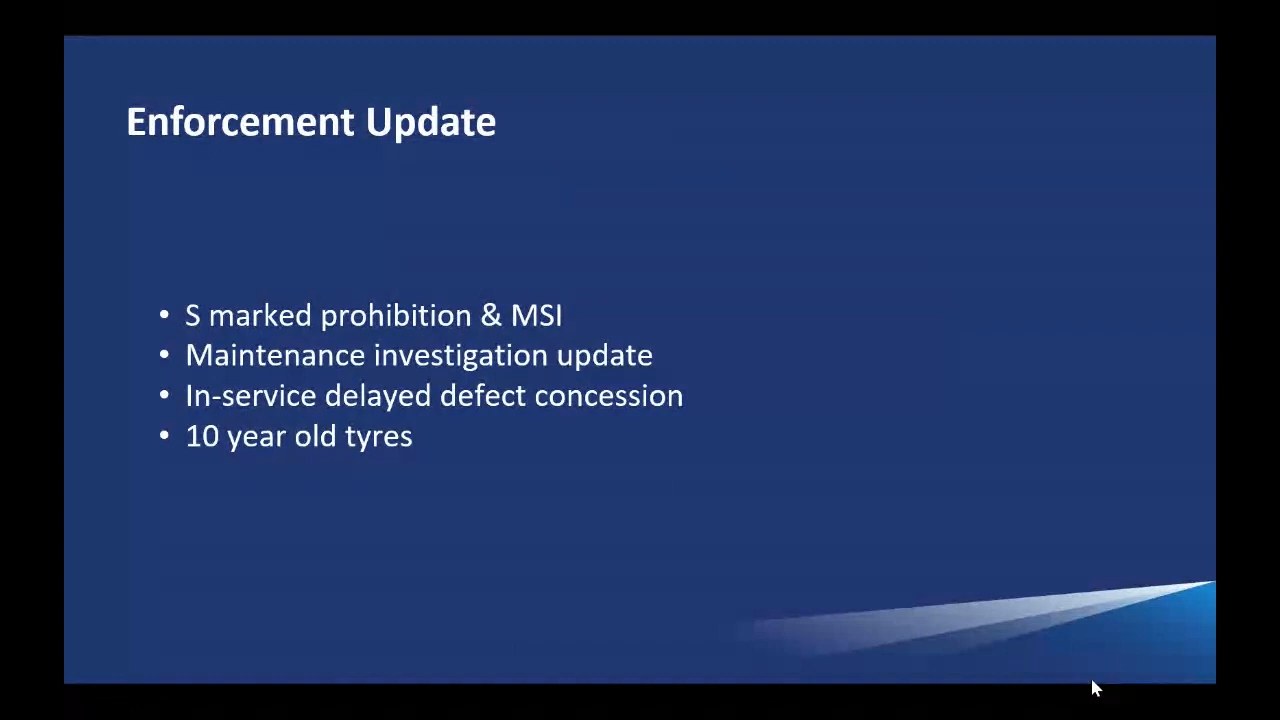 Enforcement Update
• S marked prohibition & MSI
• Maintenance investigation update
• In-service delayed defect concession
• 10 year old tyres